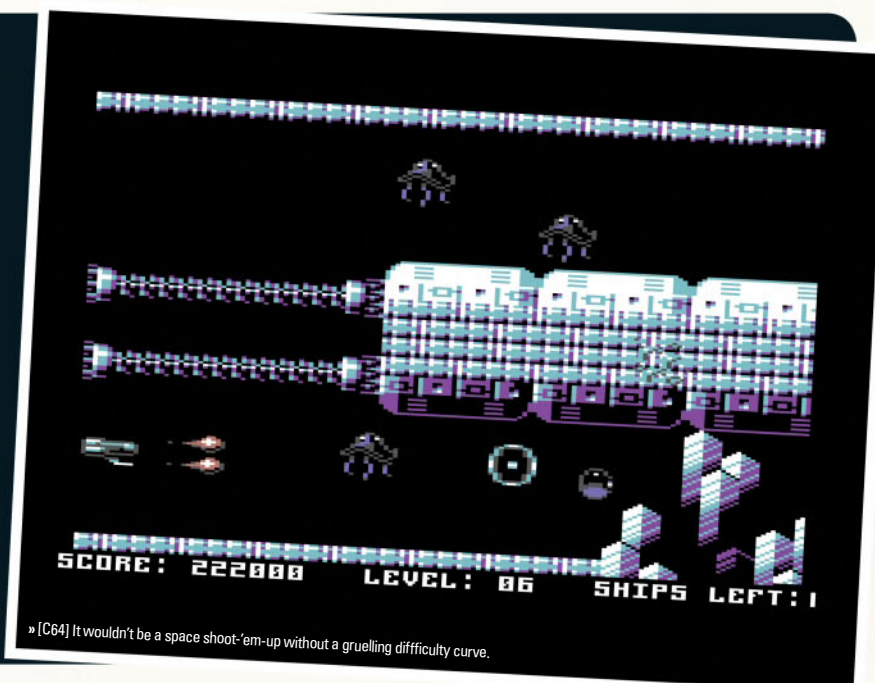 SCORE: 222000 LEVEL: 06 SHIPS LEFT: 1
» [C64] It wouldn't be a space shoot-'em-up without a gruelling diffficulty curve.